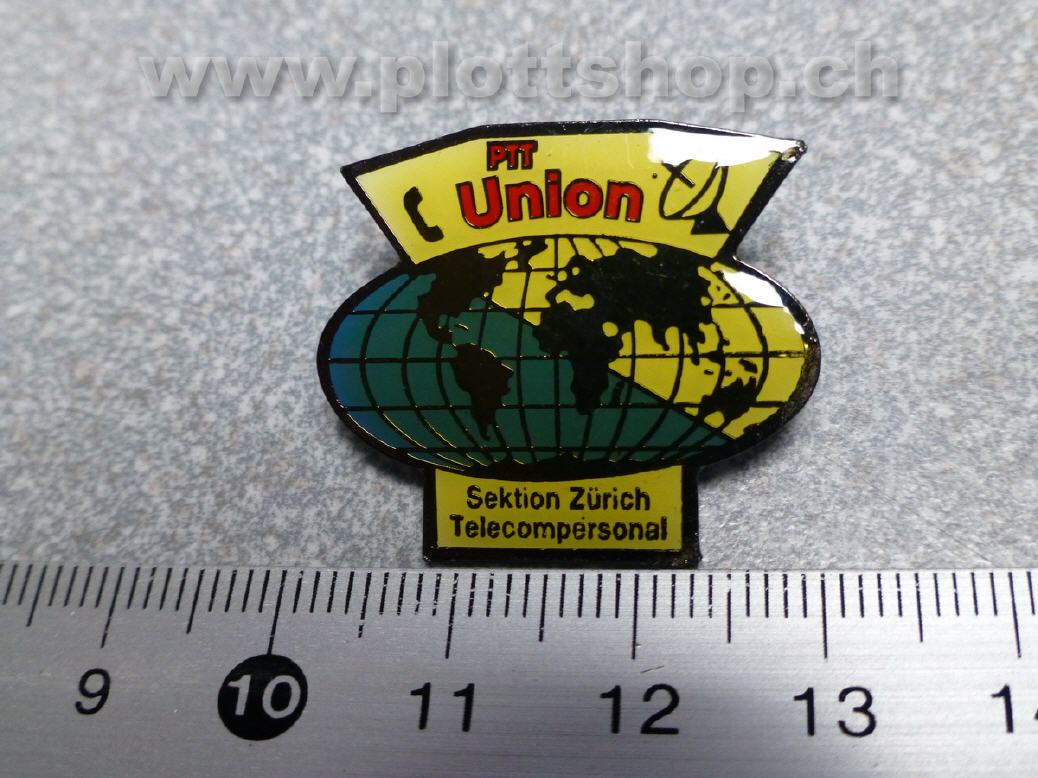 www.plottshop.ch
PTT
Union
Sektion Zürich
Telecompersonal
9 10 11 12 13